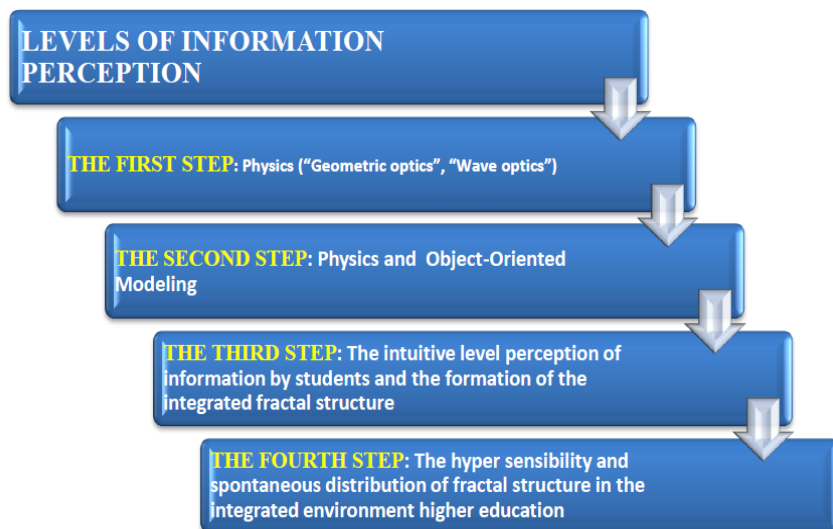 LEVELS OF INFORMATION
PERCEPTION
THE FIRST STEP: Physics (“Geometric optics”, “Wave optics”)
THE SECOND STEP: Physics and Object-Oriented
Modeling
THE THIRD STEP: The intuitive level perception of
information by students and the formation of the
integrated fractal structure
THE FOURTH STEP: The hyper sensibility and
spontaneous distribution of fractal structure in the
integrated environment higher education